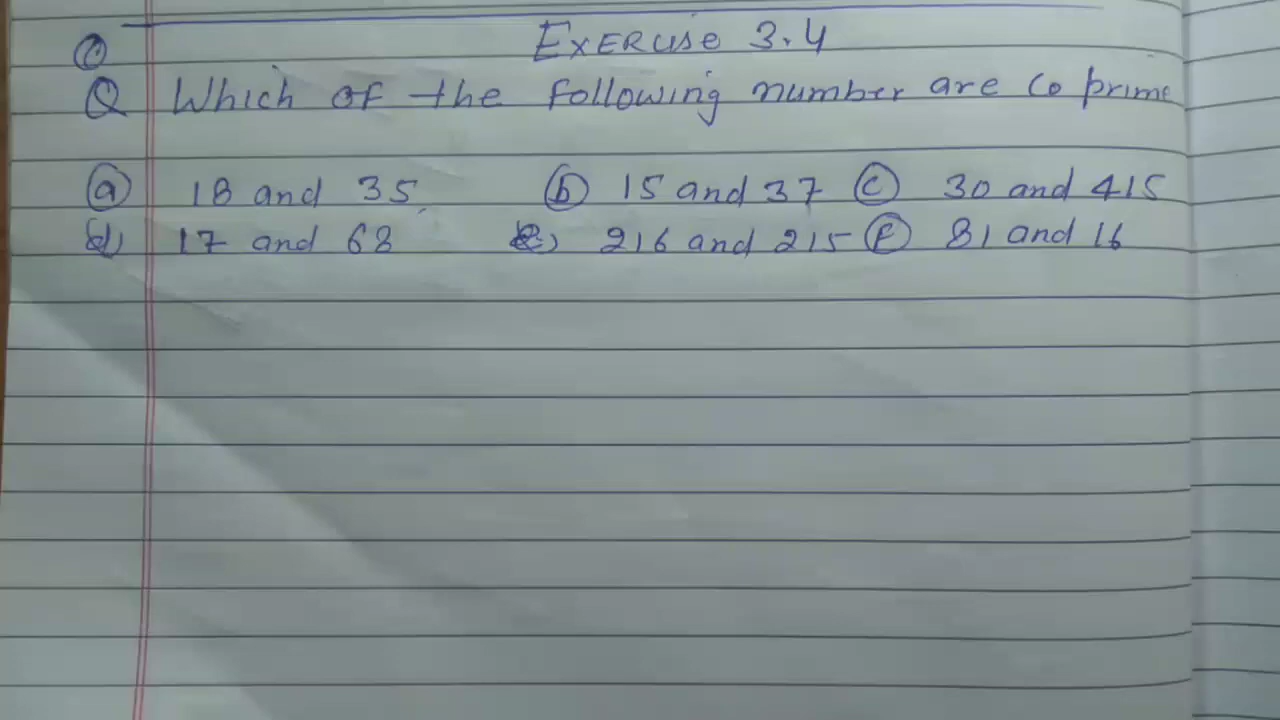 Exercise 3.4
Q Which of the following number are co prime
(a) 18 and 35 (b) 15 and 37 (c) 30 and 415
(d) 17 and 68 (e) 216 and 215 (f) 81 and 16